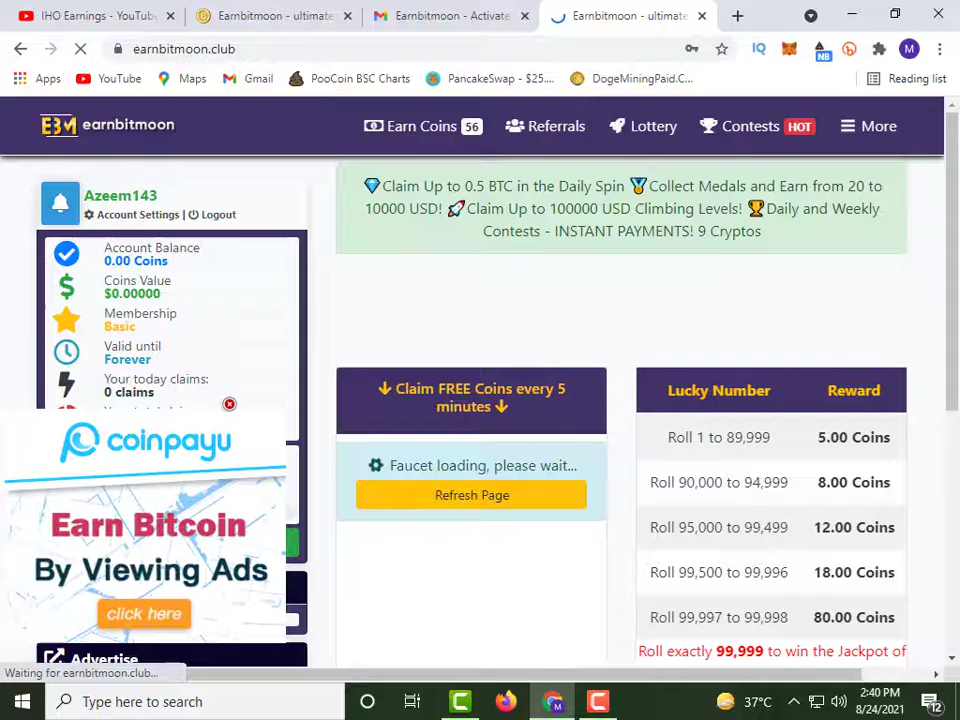 IHO Earnings - YouTube
Earnbitmoon - ultimate
Earnbitmoon - Activate
Earnbitmoon - ultimate
earnbitmoon.club
IQ
NB
M
Apps
YouTube
Maps
Gmail
PooCoin BSC Charts
PancakeSwap - $25....
DogeMiningPaid.C...
Reading list
EBM earnbitmoon
Earn Coins 56
Referrals
Lottery
Contests HOT
More
Azeem143
Account Settings | Logout
Account Balance
0.00 Coins
Coins Value
$0.00000
Membership
Basic
Valid until
Forever
Your today claims:
0 claims
coinpayu
Earn Bitcoin
By Viewing Ads
click here
Advertise
💎Claim Up to 0.5 BTC in the Daily Spin 🏅Collect Medals and Earn from 20 to
10000 USD! 🚀Claim Up to 100000 USD Climbing Levels! 🏆Daily and Weekly
Contests - INSTANT PAYMENTS! 9 Cryptos
Claim FREE Coins every 5
minutes
Faucet loading, please wait...
Refresh Page
Lucky Number Reward
Roll 1 to 89,999 5.00 Coins
Roll 90,000 to 94,999 8.00 Coins
Roll 95,000 to 99,499 12.00 Coins
Roll 99,500 to 99,996 18.00 Coins
Roll 99,997 to 99,998 80.00 Coins
Roll exactly 99,999 to win the Jackpot of
Waiting for earnbitmoon.club...
Type here to search
37°C
2:40 PM
8/24/2021
12